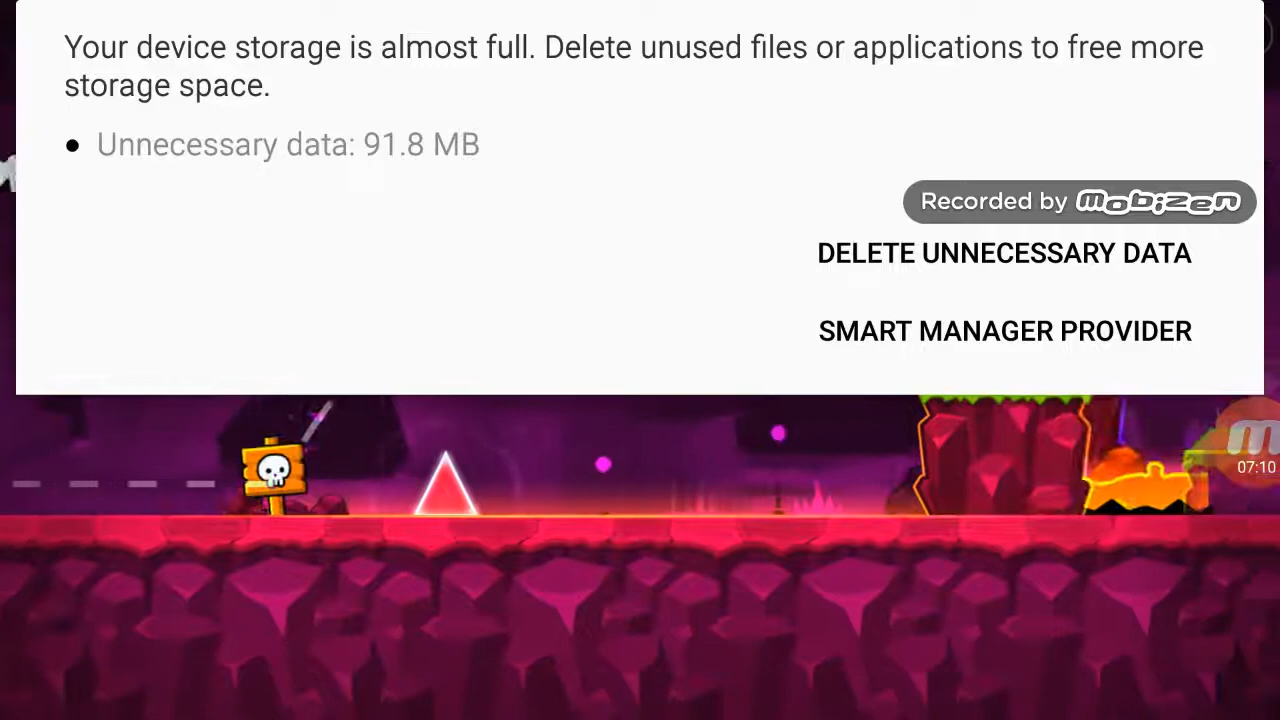 Your device storage is almost full. Delete unused files or applications to free more
storage space.
● Unnecessary data: 91.8 MB
Recorded by mobizen
DELETE UNNECESSARY DATA
SMART MANAGER PROVIDER
07:10